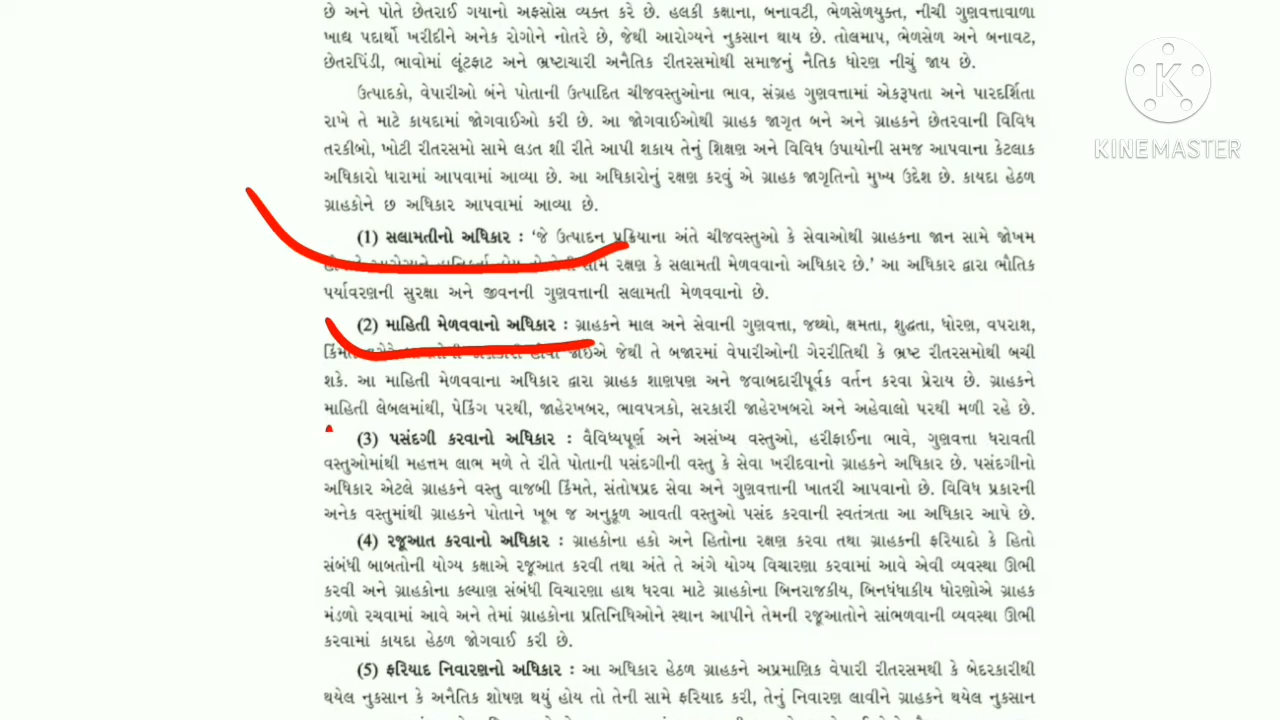 છે અને પોતે છેતરાઈ ગયાનો અફસોસ વ્યક્ત કરે છે. હલકી કક્ષાના, બનાવટી, ભેળસેળયુક્ત, નીચી ગુણવત્તાવાળા
ખાદ્ય પદાર્થો ખરીદીને અનેક રોગોને નોતરે છે, જેથી આરોગ્યને નુકસાન થાય છે. તોલમાપ, ભેળસેળ અને બનાવટ,
છેતરપિંડી, ભાવોમાં લૂંટફાટ અને ભ્રષ્ટાચારી અનૈતિક રીતરસમોથી સમાજનું નૈતિક ધોરણ નીચું જાય છે.
ઉત્પાદકો, વેપારીઓ બંને પોતાની ઉત્પાદિત ચીજવસ્તુઓના ભાવ, સંગ્રહ ગુણવત્તામાં એકરૂપતા અને પારદર્શિતા
રાખે તે માટે કાયદામાં જોગવાઈઓ કરી છે. આ જોગવાઈઓથી ગ્રાહક જાગૃત બને અને ગ્રાહકને છેતરવાની વિવિધ
તરકીબો, ખોટી રીતરસમો સામે લડત શી રીતે આપી શકાય તેનું શિક્ષણ અને વિવિધ ઉપાયોની સમજ આપવાના કેટલાક
અધિકારો ધારામાં આપવામાં આવ્યા છે. આ અધિકારોનું રક્ષણ કરવું એ ગ્રાહક જાગૃતિનો મુખ્ય ઉદેશ છે. કાયદા હેઠળ
ગ્રાહકોને છ અધિકાર આપવામાં આવ્યા છે.
(1) સલામતીનો અધિકાર : ‘જે ઉત્પાદન પ્રક્રિયાના અંતે ચીજવસ્તુઓ કે સેવાઓથી ગ્રાહકના જાન સામે જોખમ
સામે રક્ષણ કે સલામતી મેળવવાનો અધિકાર છે.’ આ અધિકાર દ્વારા ભૌતિક
પર્યાવરણની સુરક્ષા અને જીવનની ગુણવત્તાની સલામતી મેળવવાનો છે.
(2) માહિતી મેળવવાનો અધિકાર : ગ્રાહકને માલ અને સેવાની ગુણવત્તા, જથ્થો, ક્ષમતા, શુદ્ધતા, ધોરણ, વપરાશ,
જોઈએ જેથી તે બજારમાં વેપારીઓની ગેરરીતિથી કે ભ્રષ્ટ રીતરસમોથી બચી
શકે. આ માહિતી મેળવવાના અધિકાર દ્વારા ગ્રાહક શાણપણ અને જવાબદારીપૂર્વક વર્તન કરવા પ્રેરાય છે. ગ્રાહકને
માહિતી લેબલમાંથી, પેકિંગ પરથી, જાહેરખબર, ભાવપત્રકો, સરકારી જાહેરખબરો અને અહેવાલો પરથી મળી રહે છે.
(3) પસંદગી કરવાનો અધિકાર : વૈવિધ્યપૂર્ણ અને અસંખ્ય વસ્તુઓ, હરીફાઈના ભાવે, ગુણવત્તા ધરાવતી
વસ્તુઓમાંથી મહત્તમ લાભ મળે તે રીતે પોતાની પસંદગીની વસ્તુ કે સેવા ખરીદવાનો ગ્રાહકને અધિકાર છે. પસંદગીનો
અધિકાર એટલે ગ્રાહકને વસ્તુ વાજબી કિંમતે, સંતોષપ્રદ સેવા અને ગુણવત્તાની ખાતરી આપવાનો છે. વિવિધ પ્રકારની
અનેક વસ્તુમાંથી ગ્રાહકને પોતાને ખૂબ જ અનુકૂળ આવતી વસ્તુઓ પસંદ કરવાની સ્વતંત્રતા આ અધિકાર આપે છે.
(4) રજૂઆત કરવાનો અધિકાર : ગ્રાહકોના હકો અને હિતોના રક્ષણ કરવા તથા ગ્રાહકની ફરિયાદો કે હિતો
સંબંધી બાબતોની યોગ્ય કક્ષાએ રજૂઆત કરવી તથા અંતે તે અંગે યોગ્ય વિચારણા કરવામાં આવે એવી વ્યવસ્થા ઊભી
કરવી અને ગ્રાહકોના કલ્યાણ સંબંધી વિચારણા હાથ ધરવા માટે ગ્રાહકોના બિનરાજકીય, બિનધંધાકીય ધોરણોએ ગ્રાહક
મંડળો રચવામાં આવે અને તેમાં ગ્રાહકોના પ્રતિનિધિઓને સ્થાન આપીને તેમની રજૂઆતોને સાંભળવાની વ્યવસ્થા ઊભી
કરવામાં કાયદા હેઠળ જોગવાઈ કરી છે.
(5) ફરિયાદ નિવારણનો અધિકાર : આ અધિકાર હેઠળ ગ્રાહકને અપ્રમાણિક વેપારી રીતરસમથી કે બેદરકારીથી
થયેલ નુકસાન કે અનૈતિક શોષણ થયું હોય તો તેની સામે ફરિયાદ કરી, તેનું નિવારણ લાવીને ગ્રાહકને થયેલ નુકસાન
K
KINEMASTER